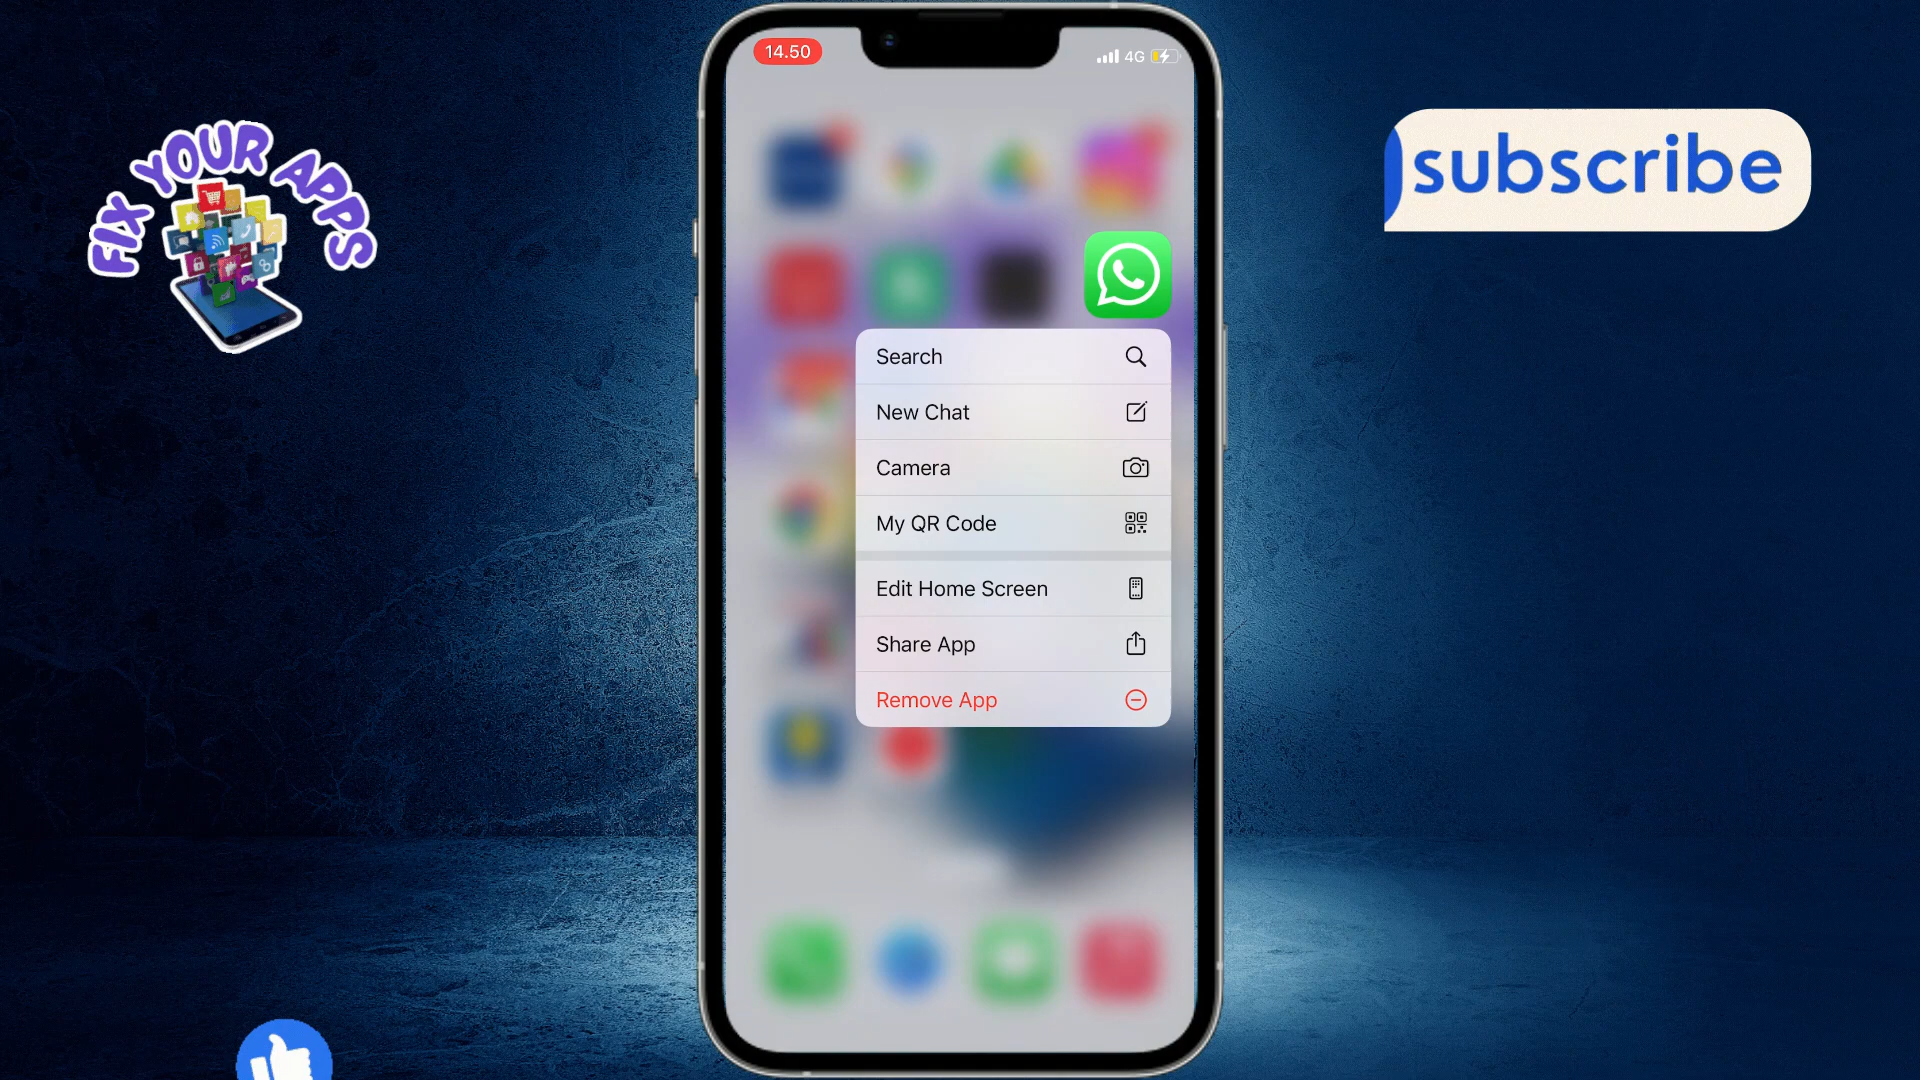 14.50
4G
FIX YOUR APPS
subscribe
Search
New Chat
Camera
My QR Code
Edit Home Screen
Share App
Remove App